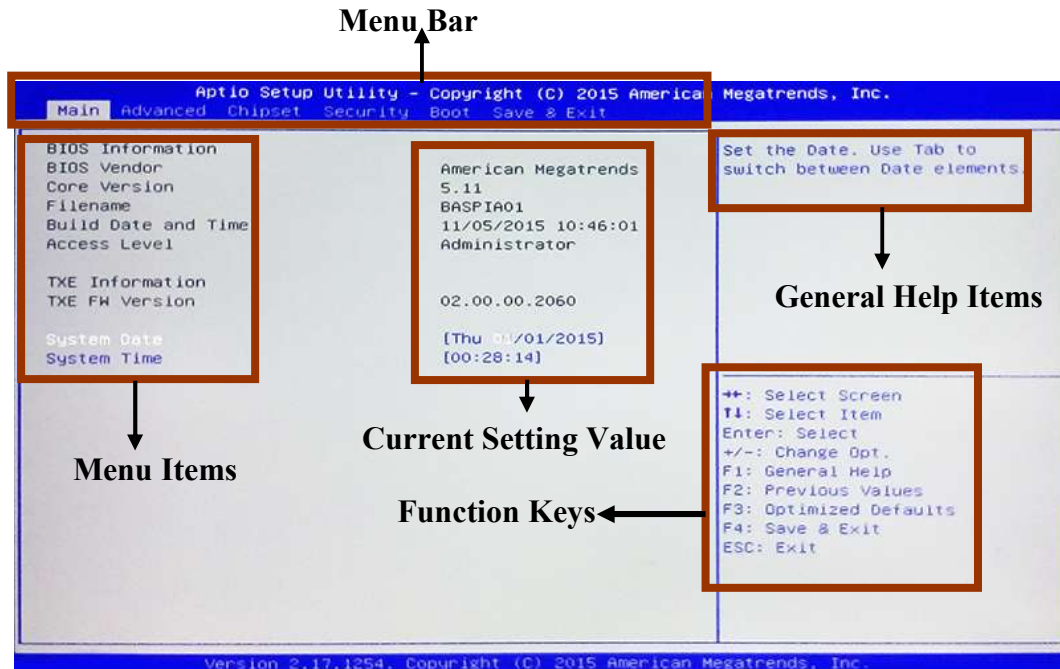 Menu Bar
Aptio Setup Utility – Copyright (C) 2015 American Megatrends, Inc.
Main Advanced Chipset Security Boot Save & Exit
BIOS Information
BIOS Vendor American Megatrends
Core Version 5.11
Filename BASPIA01
Build Date and Time 11/05/2015 10:46:01
Access Level Administrator
TXE Information
TXE FW Version 02.00.00.2060
System Date [Thu 01/01/2015]
System Time [00:28:14]
Set the Date. Use Tab to
switch between Date elements.
General Help Items
Menu Items
Current Setting Value
Function Keys
→←: Select Screen
↑↓: Select Item
Enter: Select
+/-: Change Opt.
F1: General Help
F2: Previous Values
F3: Optimized Defaults
F4: Save & Exit
ESC: Exit
Version 2.17.1254. Copyright (C) 2015 American Megatrends, Inc.